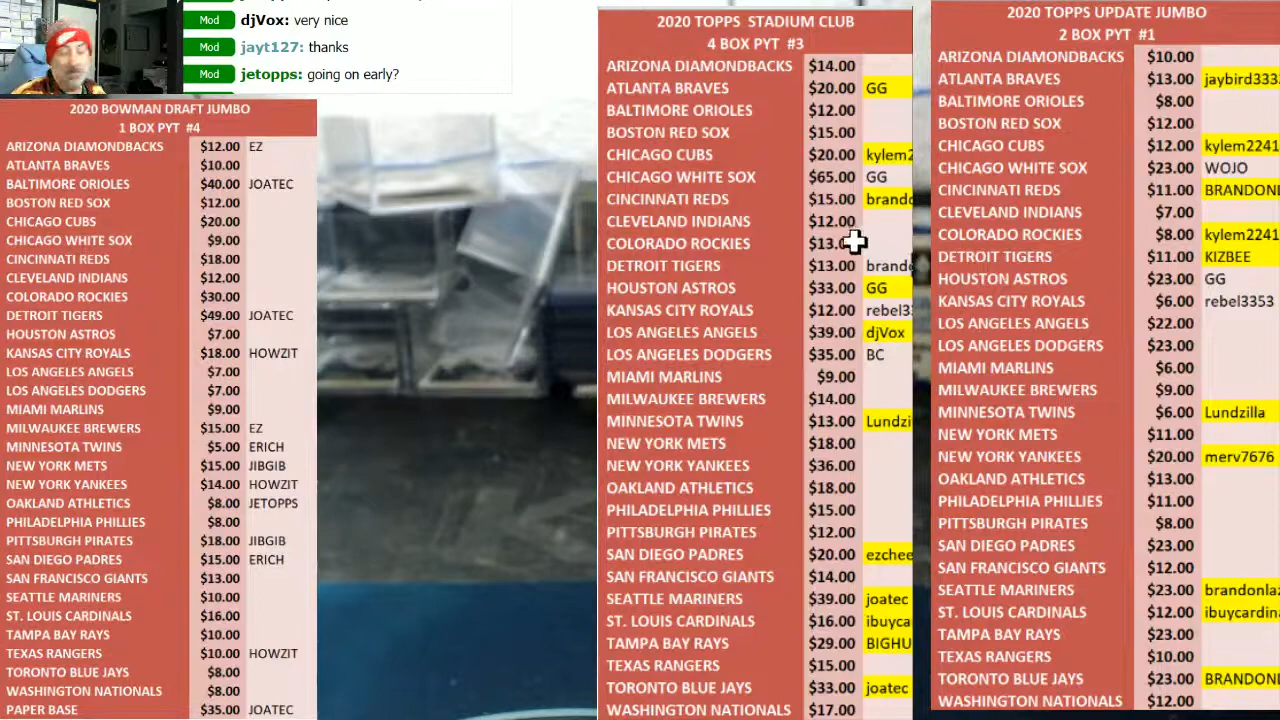 Mod djVox: very nice
Mod jayt127: thanks
Mod jetopps: going on early?
2020 BOWMAN DRAFT JUMBO
1 BOX PYT #4
ARIZONA DIAMONDBACKS $12.00 EZ
ATLANTA BRAVES $10.00
BALTIMORE ORIOLES $40.00 JOATEC
BOSTON RED SOX $12.00
CHICAGO CUBS $20.00
CHICAGO WHITE SOX $9.00
CINCINNATI REDS $18.00
CLEVELAND INDIANS $12.00
COLORADO ROCKIES $30.00
DETROIT TIGERS $49.00 JOATEC
HOUSTON ASTROS $7.00
KANSAS CITY ROYALS $18.00 HOWZIT
LOS ANGELES ANGELS $7.00
LOS ANGELES DODGERS $7.00
MIAMI MARLINS $9.00
MILWAUKEE BREWERS $15.00 EZ
MINNESOTA TWINS $5.00 ERICH
NEW YORK METS $15.00 JIBGIB
NEW YORK YANKEES $14.00 HOWZIT
OAKLAND ATHLETICS $8.00 JETOPPS
PHILADELPHIA PHILLIES $8.00
PITTSBURGH PIRATES $18.00 JIBGIB
SAN DIEGO PADRES $15.00 ERICH
SAN FRANCISCO GIANTS $13.00
SEATTLE MARINERS $10.00
ST. LOUIS CARDINALS $16.00
TAMPA BAY RAYS $10.00
TEXAS RANGERS $10.00 HOWZIT
TORONTO BLUE JAYS $8.00
WASHINGTON NATIONALS $8.00
PAPER BASE $35.00 JOATEC
2020 TOPPS STADIUM CLUB
4 BOX PYT #3
ARIZONA DIAMONDBACKS $14.00
ATLANTA BRAVES $20.00 GG
BALTIMORE ORIOLES $12.00
BOSTON RED SOX $15.00
CHICAGO CUBS $20.00 kylem2
CHICAGO WHITE SOX $65.00 GG
CINCINNATI REDS $15.00 brando
CLEVELAND INDIANS $12.00
COLORADO ROCKIES $13.0
DETROIT TIGERS $13.00 brando
HOUSTON ASTROS $33.00 GG
KANSAS CITY ROYALS $12.00 rebel33
LOS ANGELES ANGELS $39.00 djVox
LOS ANGELES DODGERS $35.00 BC
MIAMI MARLINS $9.00
MILWAUKEE BREWERS $14.00
MINNESOTA TWINS $13.00 Lundzi
NEW YORK METS $18.00
NEW YORK YANKEES $36.00
OAKLAND ATHLETICS $18.00
PHILADELPHIA PHILLIES $15.00
PITTSBURGH PIRATES $12.00
SAN DIEGO PADRES $20.00 ezchee
SAN FRANCISCO GIANTS $14.00
SEATTLE MARINERS $39.00 joatec
ST. LOUIS CARDINALS $16.00 ibuyca
TAMPA BAY RAYS $29.00 BIGHU
TEXAS RANGERS $15.00
TORONTO BLUE JAYS $33.00 joatec
WASHINGTON NATIONALS $17.00
2020 TOPPS UPDATE JUMBO
2 BOX PYT #1
ARIZONA DIAMONDBACKS $10.00
ATLANTA BRAVES $13.00 jaybird333
BALTIMORE ORIOLES $8.00
BOSTON RED SOX $12.00
CHICAGO CUBS $12.00 kylem2241
CHICAGO WHITE SOX $23.00 WOJO
CINCINNATI REDS $11.00 BRANDONL
CLEVELAND INDIANS $7.00
COLORADO ROCKIES $8.00 kylem2241
DETROIT TIGERS $11.00 KIZBEE
HOUSTON ASTROS $23.00 GG
KANSAS CITY ROYALS $6.00 rebel3353
LOS ANGELES ANGELS $22.00
LOS ANGELES DODGERS $23.00
MIAMI MARLINS $6.00
MILWAUKEE BREWERS $9.00
MINNESOTA TWINS $6.00 Lundzilla
NEW YORK METS $11.00
NEW YORK YANKEES $20.00 merv7676
OAKLAND ATHLETICS $13.00
PHILADELPHIA PHILLIES $11.00
PITTSBURGH PIRATES $8.00
SAN DIEGO PADRES $23.00
SAN FRANCISCO GIANTS $12.00
SEATTLE MARINERS $23.00 brandonlaz
ST. LOUIS CARDINALS $12.00 ibuycardin
TAMPA BAY RAYS $23.00
TEXAS RANGERS $10.00
TORONTO BLUE JAYS $23.00 BRANDONL
WASHINGTON NATIONALS $12.00